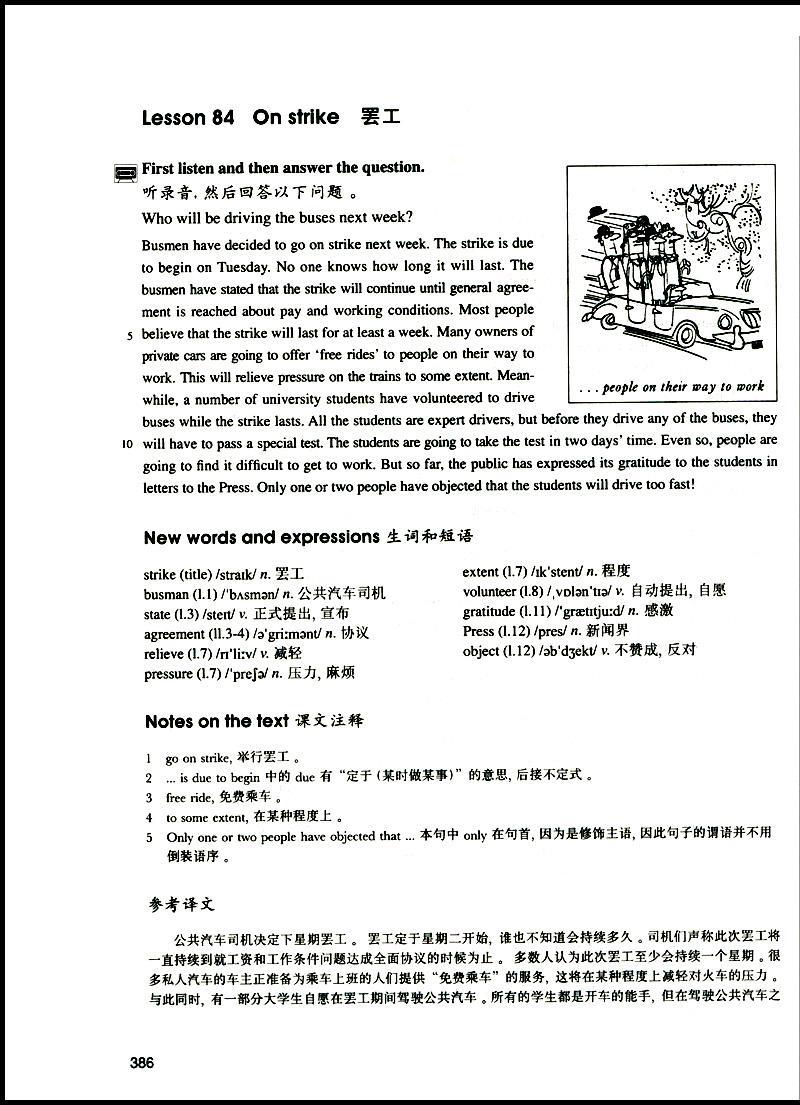 Lesson 84 On strike 罢工
First listen and then answer the question.
听录音，然后回答以下问题。
Who will be driving the buses next week?
Busmen have decided to go on strike next week. The strike is due
to begin on Tuesday. No one knows how long it will last. The
busmen have stated that the strike will continue until general agree-
ment is reached about pay and working conditions. Most people
5 believe that the strike will last for at least a week. Many owners of
private cars are going to offer ‘free rides’ to people on their way to
work. This will relieve pressure on the trains to some extent. Mean-
while, a number of university students have volunteered to drive
buses while the strike lasts. All the students are expert drivers, but before they drive any of the buses, they
10 will have to pass a special test. The students are going to take the test in two days' time. Even so, people are
going to find it difficult to get to work. But so far, the public has expressed its gratitude to the students in
letters to the Press. Only one or two people have objected that the students will drive too fast!
...people on their way to work
New words and expressions 生词和短语
strike (title) /straɪk/ n. 罢工
busman (l.1) /'bʌsmən/ n. 公共汽车司机
state (l.3) /steɪt/ v. 正式提出, 宣布
agreement (ll.3-4) /ə'gri:mənt/ n. 协议
relieve (l.7) /rɪ'li:v/ v. 减轻
pressure (l.7) /'preʃə/ n. 压力, 麻烦
extent (l.7) /ɪk'stent/ n. 程度
volunteer (l.8) /ˌvɒlən'tɪə/ v. 自动提出, 自愿
gratitude (l.11) /'grætɪtju:d/ n. 感激
Press (l.12) /pres/ n. 新闻界
object (l.12) /əb'dʒekt/ v. 不赞成, 反对
Notes on the text 课文注释
1 go on strike, 举行罢工。
2 ... is due to begin 中的 due 有“定于 (某时做某事)”的意思, 后接不定式。
3 free ride, 免费乘车。
4 to some extent, 在某种程度上。
5 Only one or two people have objected that ... 本句中 only 在句首, 因为是修饰主语, 因此句子的谓语并不用
倒装语序。
参考译文
公共汽车司机决定下星期罢工。罢工定于星期二开始, 谁也不知道会持续多久。司机们声称此次罢工将
一直持续到就工资和工作条件问题达成全面协议的时候为止。多数人认为此次罢工至少会持续一个星期。很
多私人汽车的车主正准备为乘车上班的人们提供“免费乘车”的服务, 这将在某种程度上减轻对火车的压力。
与此同时, 有一部分大学生自愿在罢工期间驾驶公共汽车。所有的学生都是开车的能手, 但在驾驶公共汽车之
386